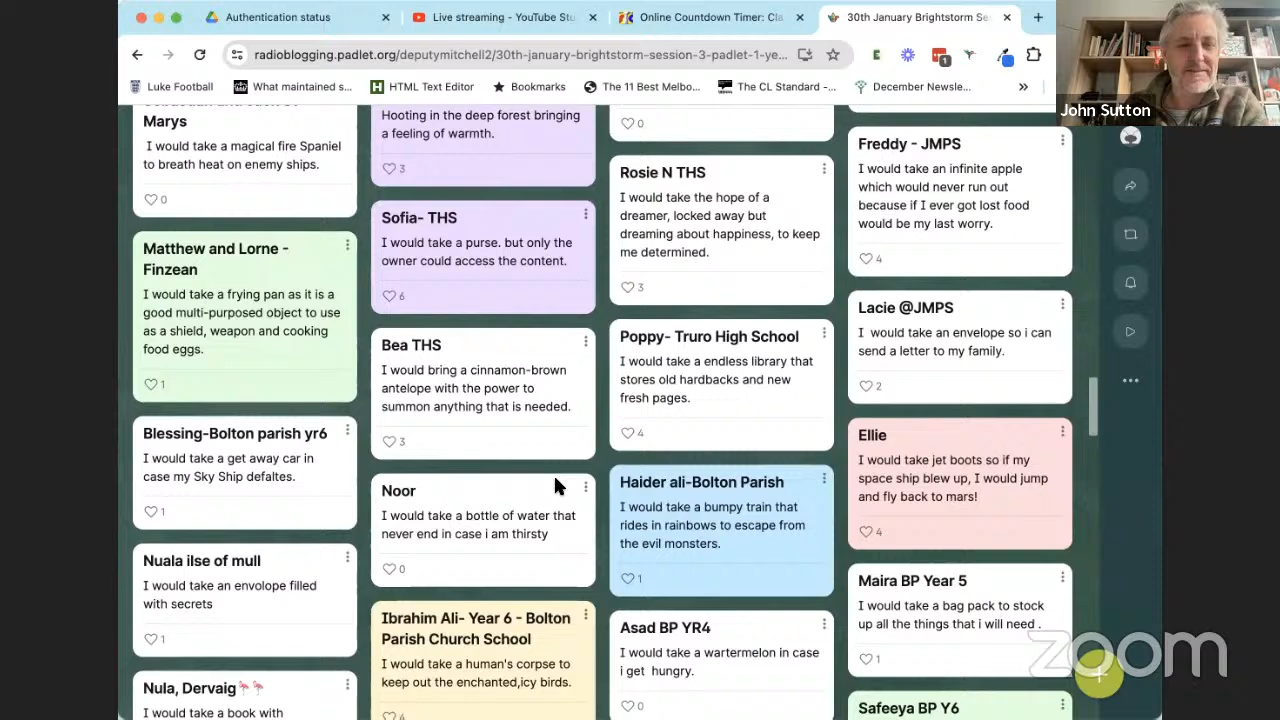 Authentication status
Live streaming - YouTube Stu
Online Countdown Timer: Cla
30th January Brightstorm Se
radioblogging.padlet.org/deputymitchell2/30th-january-brightstorm-session-3-padlet-1-ye...
Luke Football
What maintained s...
HTML Text Editor
Bookmarks
The 11 Best Melbo...
The CL Standard -...
December Newsle...
John Sutton
Marys
I would take a magical fire Spaniel
to breath heat on enemy ships.
0
Matthew and Lorne -
Finzean
I would take a frying pan as it is a
good multi-purposed object to use
as a shield, weapon and cooking
food eggs.
1
Blessing-Bolton parish yr6
I would take a get away car in
case my Sky Ship defaltes.
1
Nuala ilse of mull
I would take an envolope filled
with secrets
1
Nula, Dervaig🦩🦩
I would take a book with
Hooting in the deep forest bringing
a feeling of warmth.
3
Sofia- THS
I would take a purse. but only the
owner could access the content.
6
Bea THS
I would bring a cinnamon-brown
antelope with the power to
summon anything that is needed.
3
Noor
I would take a bottle of water that
never end in case i am thirsty
0
Ibrahim Ali- Year 6 - Bolton
Parish Church School
I would take a human's corpse to
keep out the enchanted,icy birds.
4
0
Rosie N THS
I would take the hope of a
dreamer, locked away but
dreaming about happiness, to keep
me determined.
3
Poppy- Truro High School
I would take a endless library that
stores old hardbacks and new
fresh pages.
4
Haider ali-Bolton Parish
I would take a bumpy train that
rides in rainbows to escape from
the evil monsters.
1
Asad BP YR4
I would take a wartermelon in case
i get hungry.
0
Freddy - JMPS
I would take an infinite apple
which would never run out
because if I ever got lost food
would be my last worry.
4
Lacie @JMPS
I would take an envelope so i can
send a letter to my family.
2
Ellie
I would take jet boots so if my
space ship blew up, I would jump
and fly back to mars!
4
Maira BP Year 5
I would take a bag pack to stock
up all the things that i will need .
1
Safeeya BP Y6
zoom